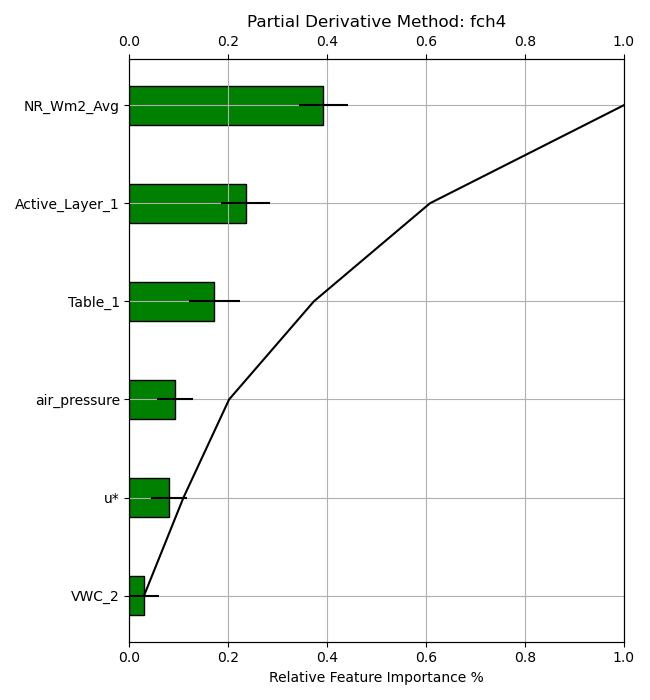 Partial Derivative Method: fch4
0.0 0.2 0.4 0.6 0.8 1.0
NR_Wm2_Avg
Active_Layer_1
Table_1
air_pressure
u*
VWC_2
0.0 0.2 0.4 0.6 0.8 1.0
Relative Feature Importance %